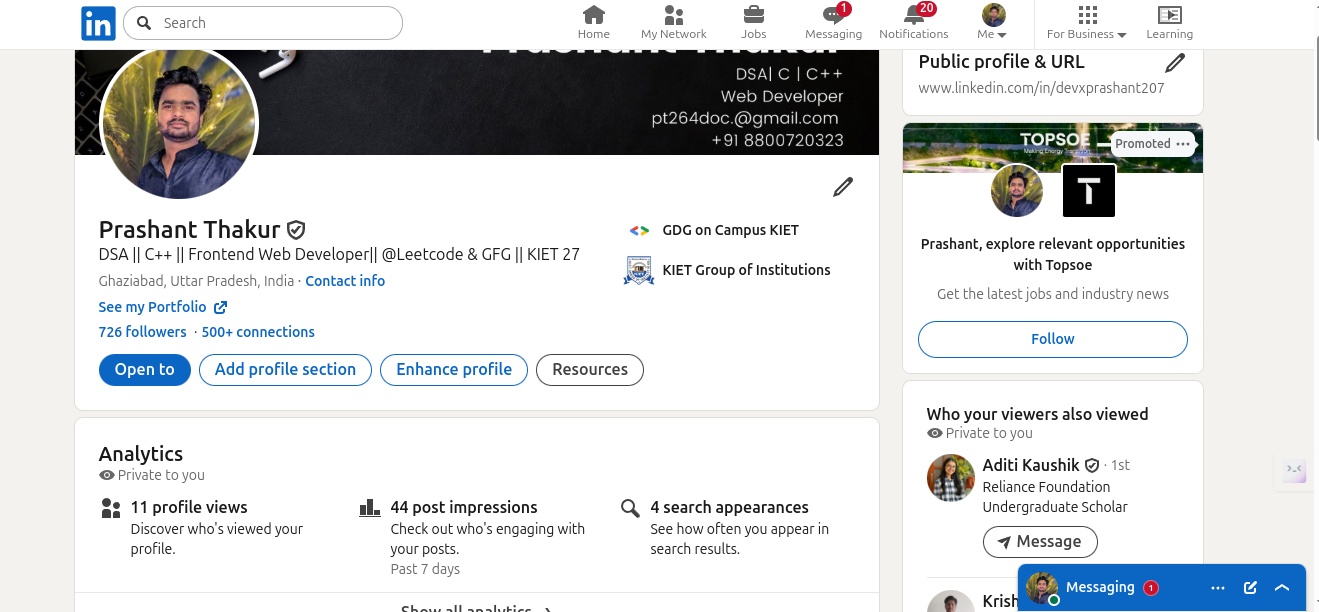 in
Search
Home
My Network
Jobs
1
Messaging
20
Notifications
Me
For Business
Learning
Prashant Thakur
DSA| C | C++
Web Developer
pt264doc.@gmail.com
+91 8800720323
Prashant Thakur
DSA || C++ || Frontend Web Developer|| @Leetcode & GFG || KIET 27
Ghaziabad, Uttar Pradesh, India · Contact info
See my Portfolio
726 followers · 500+ connections
GDG on Campus KIET
KIET Group of Institutions
Open to
Add profile section
Enhance profile
Resources
Analytics
Private to you
11 profile views
Discover who's viewed your
profile.
44 post impressions
Check out who's engaging with
your posts.
Past 7 days
4 search appearances
See how often you appear in
search results.
Show all analytics
Public profile & URL
www.linkedin.com/in/devxprashant207
TOPSOE
Promoted
T
Prashant, explore relevant opportunities
with Topsoe
Get the latest jobs and industry news
Follow
Who your viewers also viewed
Private to you
Aditi Kaushik · 1st
Reliance Foundation
Undergraduate Scholar
Message
Krish
Messaging 1